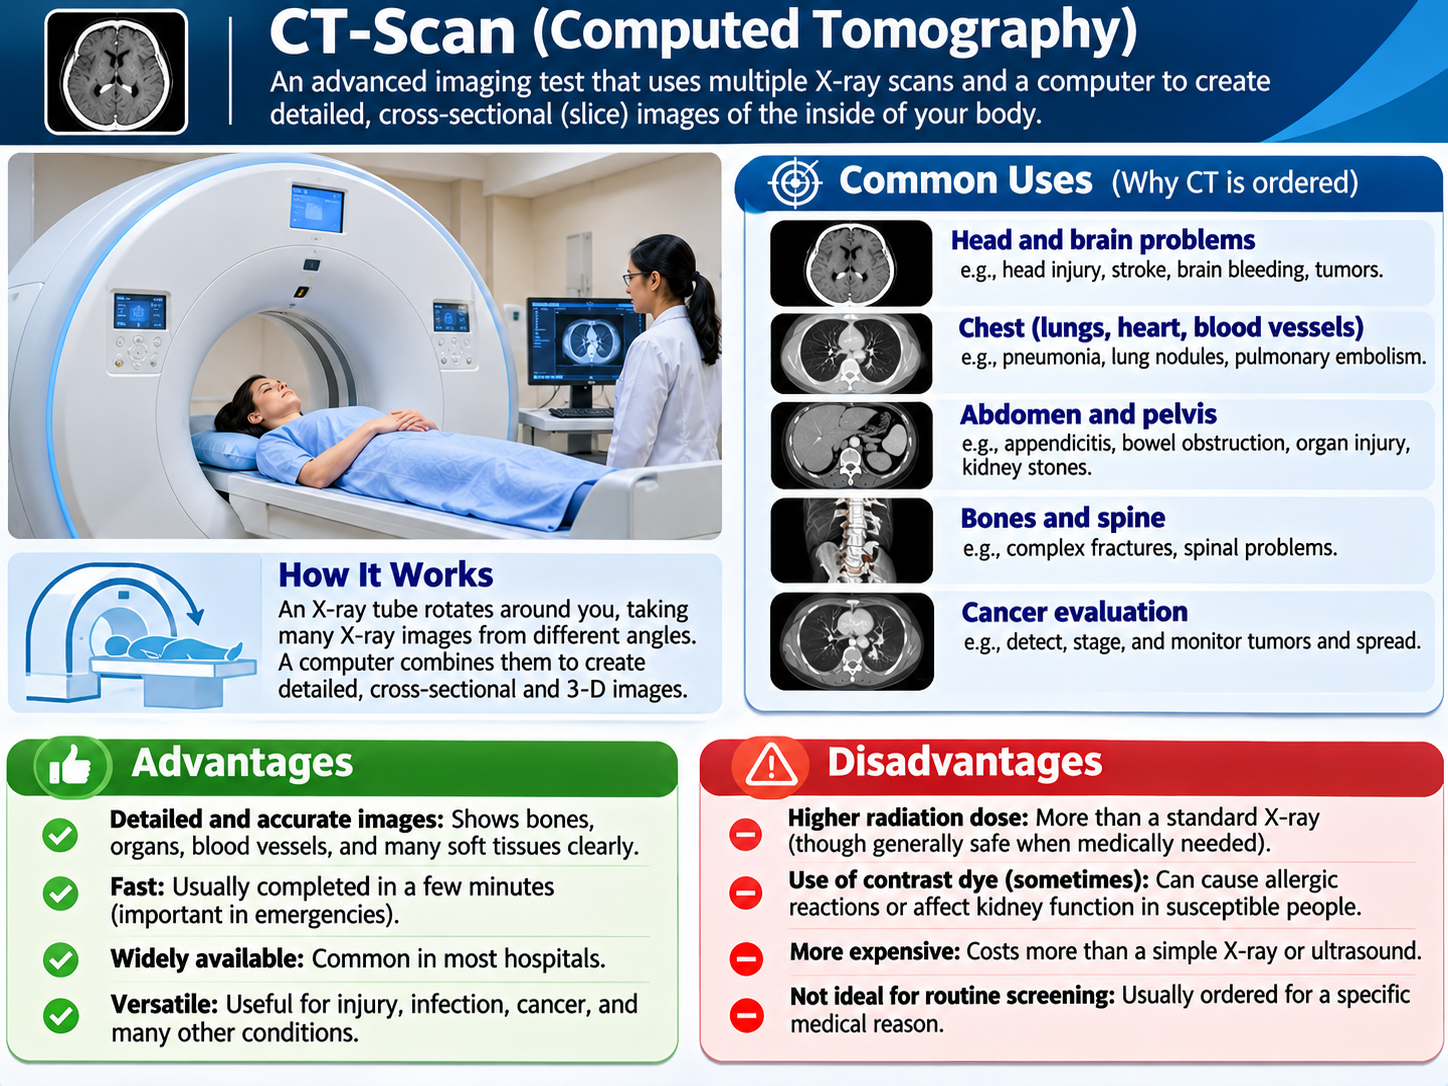 CT-Scan (Computed Tomography)
An advanced imaging test that uses multiple X-ray scans and a computer to create
detailed, cross-sectional (slice) images of the inside of your body.
Common Uses (Why CT is ordered)
Head and brain problems
e.g., head injury, stroke, brain bleeding, tumors.
Chest (lungs, heart, blood vessels)
e.g., pneumonia, lung nodules, pulmonary embolism.
Abdomen and pelvis
e.g., appendicitis, bowel obstruction, organ injury,
kidney stones.
Bones and spine
e.g., complex fractures, spinal problems.
Cancer evaluation
e.g., detect, stage, and monitor tumors and spread.
How It Works
An X-ray tube rotates around you, taking
many X-ray images from different angles.
A computer combines them to create
detailed, cross-sectional and 3-D images.
Advantages
Detailed and accurate images: Shows bones,
organs, blood vessels, and many soft tissues clearly.
Fast: Usually completed in a few minutes
(important in emergencies).
Widely available: Common in most hospitals.
Versatile: Useful for injury, infection, cancer, and
many other conditions.
Disadvantages
Higher radiation dose: More than a standard X-ray
(though generally safe when medically needed).
Use of contrast dye (sometimes): Can cause allergic
reactions or affect kidney function in susceptible people.
More expensive: Costs more than a simple X-ray or ultrasound.
Not ideal for routine screening: Usually ordered for a specific
medical reason.